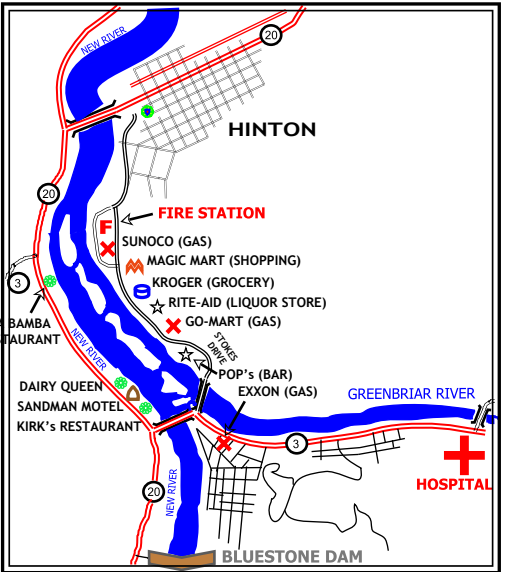 NEW RIVER
20
HINTON
20
FIRE STATION
F
SUNOCO (GAS)
MAGIC MART (SHOPPING)
3
KROGER (GROCERY)
RITE-AID (LIQUOR STORE)
BAMBA
GO-MART (GAS)
STOKES
DRIVE
NEW RIVER
POP's (BAR)
DAIRY QUEEN
EXXON (GAS)
GREENBRIAR RIVER
SANDMAN MOTEL
KIRK's RESTAURANT
3
HOSPITAL
20
NEW RIVER
BLUESTONE DAM